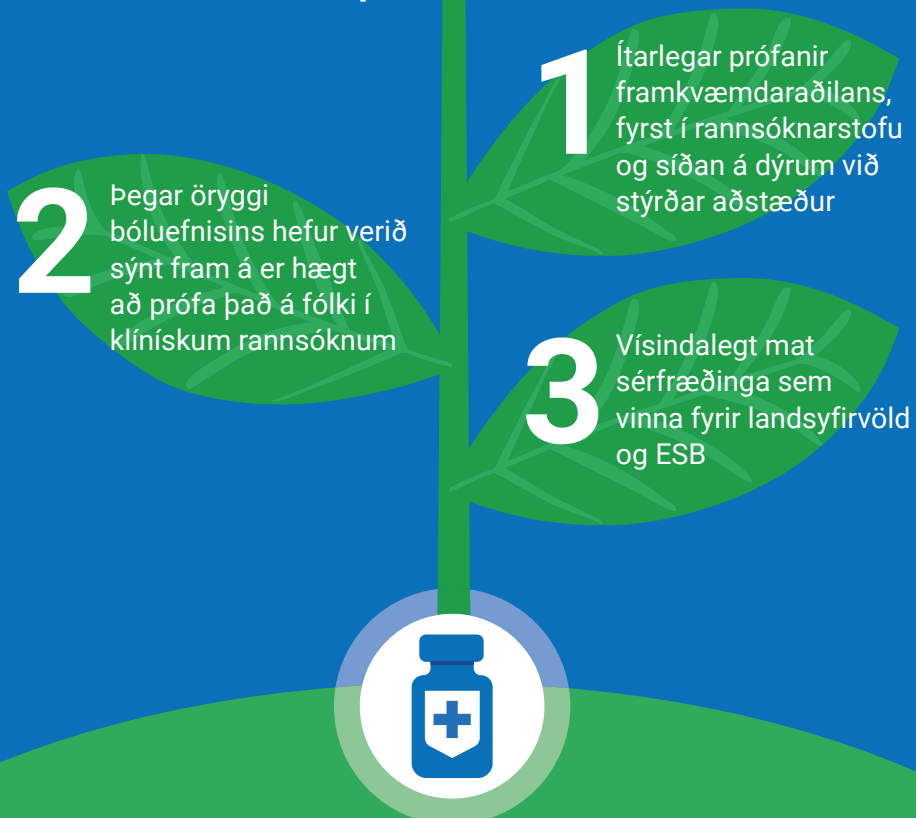 1
Ítarlegar prófanir
framkvæmdaraðilans,
fyrst í rannsóknarstofu
og síðan á dýrum við
stýrðar aðstæður
2
Þegar öryggi
bóluefnisins hefur verið
sýnt fram á er hægt
að prófa það á fólki í
klínískum rannsóknum
3
Vísindalegt mat
sérfræðinga sem
vinna fyrir landsyfirvöld
og ESB